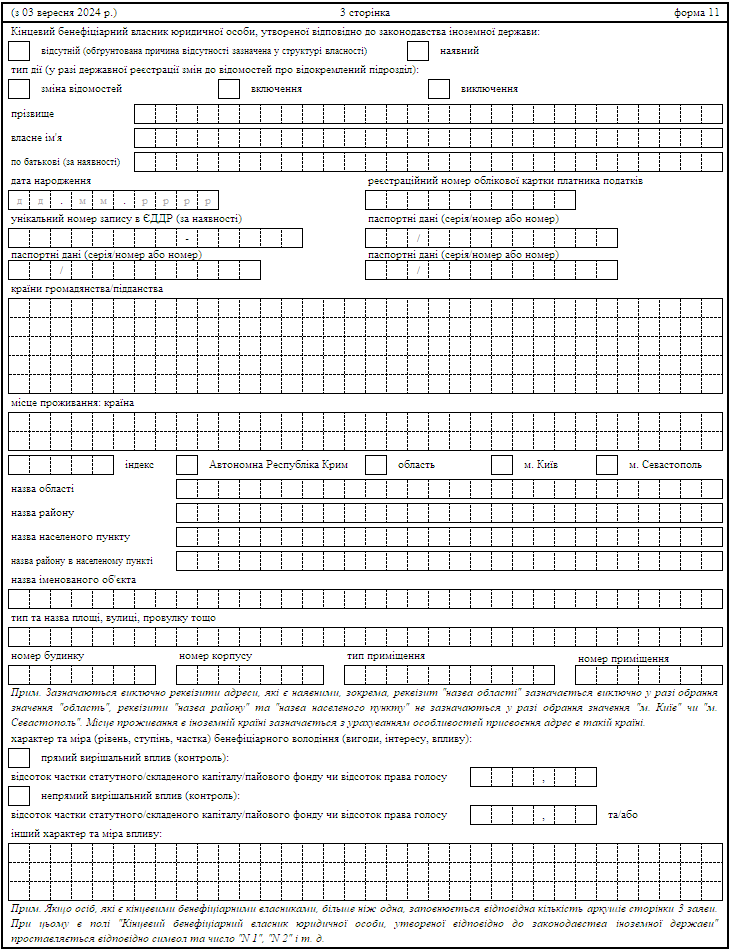 (з 03 вересня 2024 р.) 3 сторінка форма 11
Кінцевий бенефіціарний власник юридичної особи, утвореної відповідно до законодавства іноземної держави:
відсутній (обґрунтована причина відсутності зазначена у структурі власності) наявний
тип дії (у разі державної реєстрації змін до відомостей про відокремлений підрозділ):
зміна відомостей включення виключення
прізвище
власне ім'я
по батькові (за наявності)
дата народження реєстраційний номер облікової картки платника податків
д д . м м . р р р р
унікальний номер запису в ЄДДР (за наявності) паспортні дані (серія/номер або номер)
- /
паспортні дані (серія/номер або номер) паспортні дані (серія/номер або номер)
/ /
країни громадянства/підданства
місце проживання: країна
індекс Автономна Республіка Крим область м. Київ м. Севастополь
назва області
назва району
назва населеного пункту
назва району в населеному пункті
назва іменованого об'єкта
тип та назва площі, вулиці, провулку тощо
номер будинку номер корпусу тип приміщення номер приміщення
Прим. Зазначаються виключно реквізити адреси, які є наявними, зокрема, реквізит "назва області" зазначається виключно у разі обрання
значення "область", реквізити "назва району" та "назва населеного пункту" не зазначаються у разі обрання значення "м. Київ" чи "м.
Севастополь". Місце проживання в іноземній країні зазначається з урахуванням особливостей присвоєння адрес в такій країні.
характер та міра (рівень, ступінь, частка) бенефіціарного володіння (вигоди, інтересу, впливу):
прямий вирішальний вплив (контроль):
відсоток частки статутного/складеного капіталу/пайового фонду чи відсоток права голосу ,
непрямий вирішальний вплив (контроль):
відсоток частки статутного/складеного капіталу/пайового фонду чи відсоток права голосу , та/або
інший характер та міра впливу:
Прим. Якщо осіб, які є кінцевими бенефіціарними власниками, більше ніж одна, заповнюється відповідна кількість аркушів сторінки 3 заяви.
При цьому в полі "Кінцевий бенефіціарний власник юридичної особи, утвореної відповідно до законодавства іноземної держави"
проставляється відповідно символ та число "N 1", "N 2" і т. д.